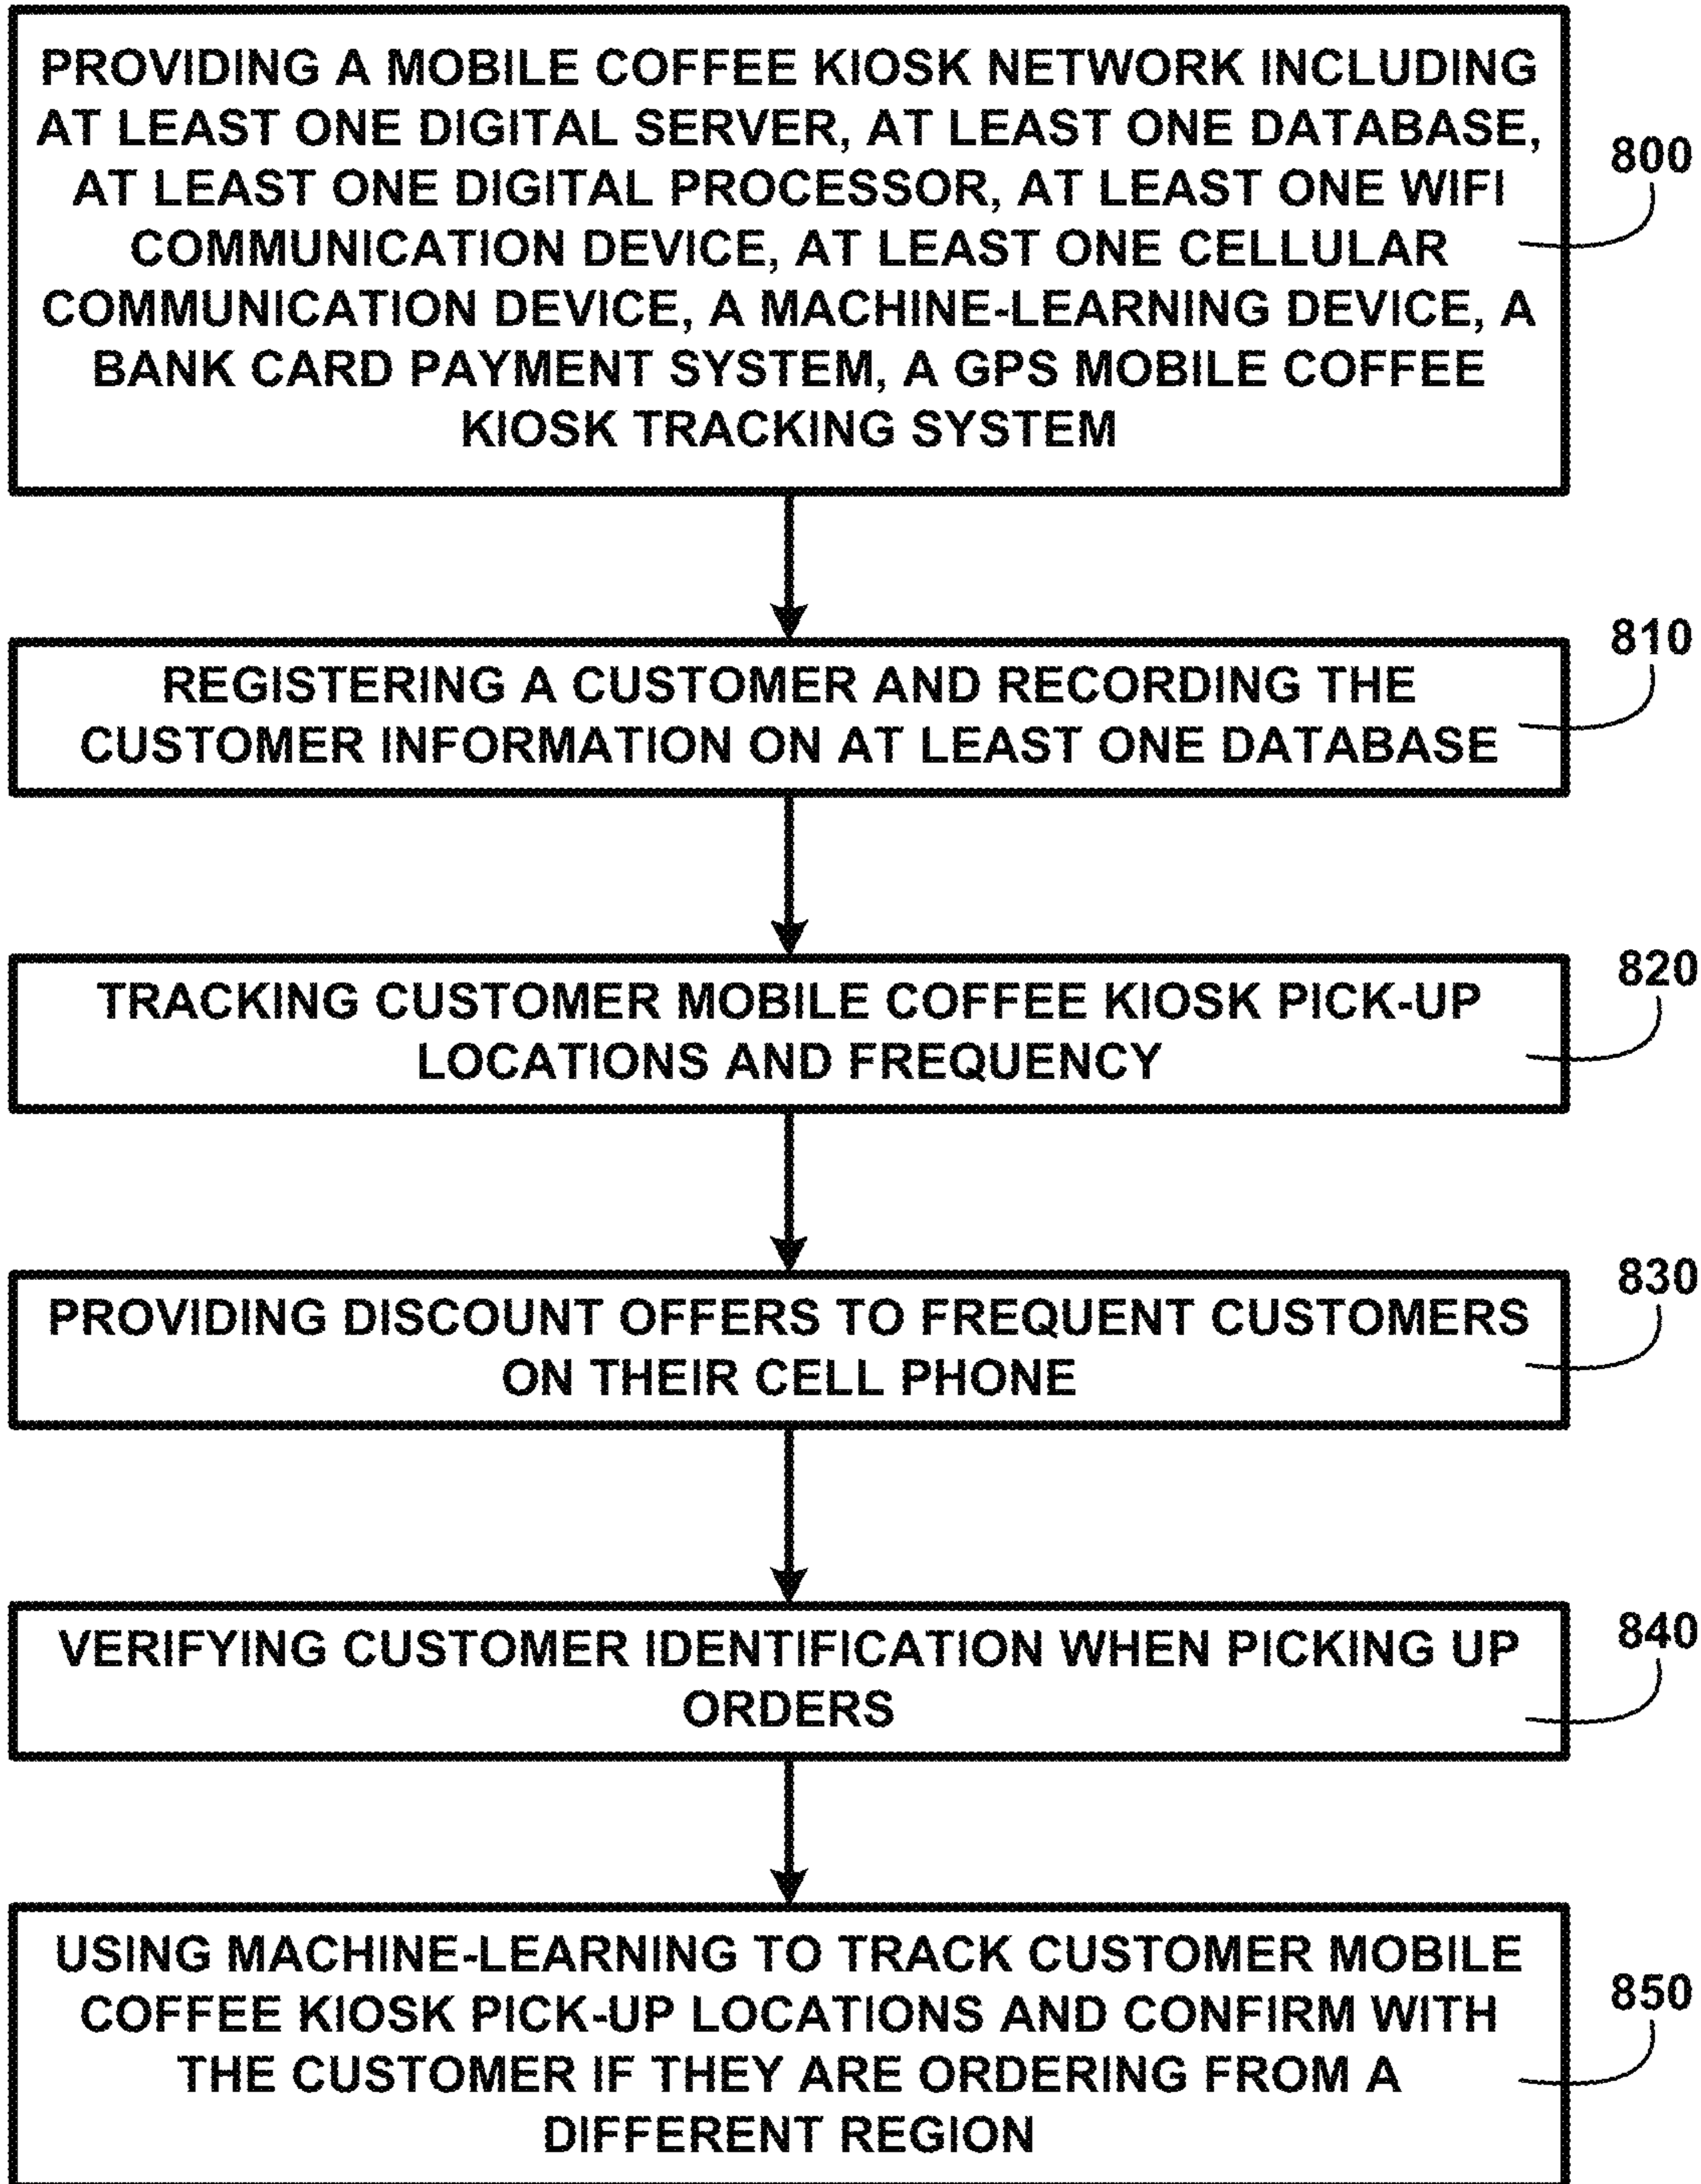 PROVIDING A MOBILE COFFEE KIOSK NETWORK INCLUDING
AT LEAST ONE DIGITAL SERVER, AT LEAST ONE DATABASE,
AT LEAST ONE DIGITAL PROCESSOR, AT LEAST ONE WIFI
COMMUNICATION DEVICE, AT LEAST ONE CELLULAR
COMMUNICATION DEVICE, A MACHINE-LEARNING DEVICE, A
BANK CARD PAYMENT SYSTEM, A GPS MOBILE COFFEE
KIOSK TRACKING SYSTEM
800
REGISTERING A CUSTOMER AND RECORDING THE
CUSTOMER INFORMATION ON AT LEAST ONE DATABASE
810
TRACKING CUSTOMER MOBILE COFFEE KIOSK PICK-UP
LOCATIONS AND FREQUENCY
820
PROVIDING DISCOUNT OFFERS TO FREQUENT CUSTOMERS
ON THEIR CELL PHONE
830
VERIFYING CUSTOMER IDENTIFICATION WHEN PICKING UP
ORDERS
840
USING MACHINE-LEARNING TO TRACK CUSTOMER MOBILE
COFFEE KIOSK PICK-UP LOCATIONS AND CONFIRM WITH
THE CUSTOMER IF THEY ARE ORDERING FROM A
DIFFERENT REGION
850